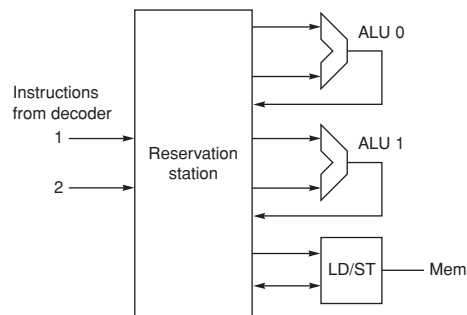 ALU 0
Instructions
from decoder
1
Reservation
station
ALU 1
2
LD/ST
Mem